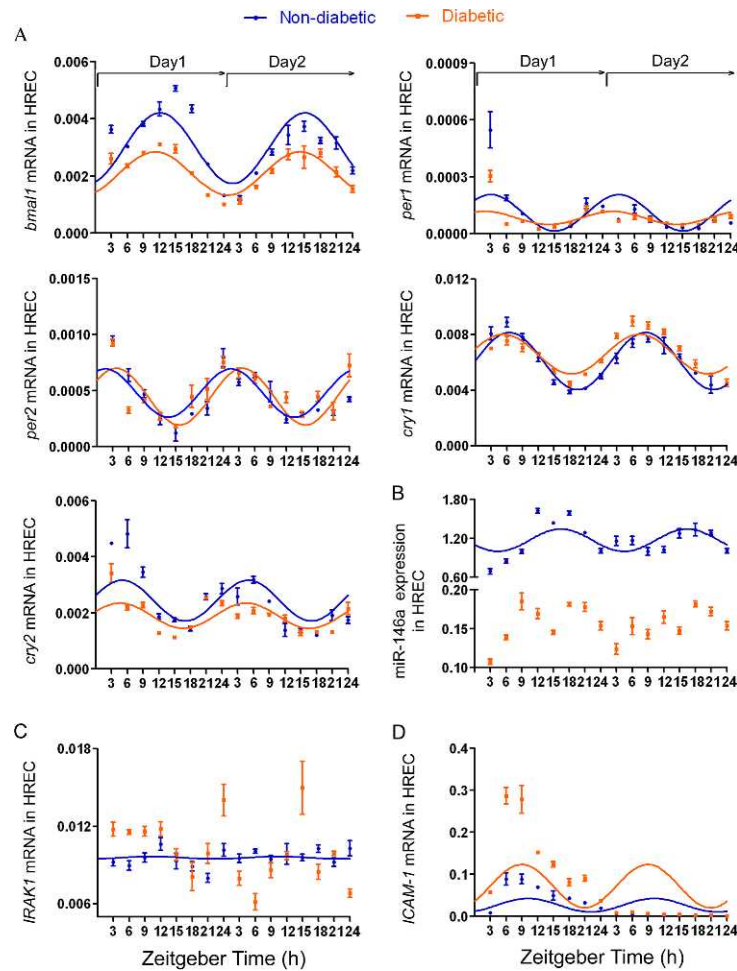 Non-diabetic Diabetic
A
Day1 Day2
0.006
0.004
0.002
0.000
bmal1 mRNA in HREC
3 6 9 12 15 18 21 24 3 6 9 12 15 18 21 24
Day1 Day2
0.0009
0.0006
0.0003
0.0000
per1 mRNA in HREC
3 6 9 12 15 18 21 24 3 6 9 12 15 18 21 24
0.0015
0.0010
0.0005
0.0000
per2 mRNA in HREC
3 6 9 12 15 18 21 24 3 6 9 12 15 18 21 24
0.012
0.008
0.004
0.000
cry1 mRNA in HREC
3 6 9 12 15 18 21 24 3 6 9 12 15 18 21 24
0.006
0.004
0.002
0.000
cry2 mRNA in HREC
3 6 9 12 15 18 21 24 3 6 9 12 15 18 21 24
B
1.80
1.20
0.60
0.20
0.15
0.10
miR-146a expression
in HREC
3 6 9 12 15 18 21 24 3 6 9 12 15 18 21 24
C
0.018
0.012
0.006
IRAK1 mRNA in HREC
3 6 9 12 15 18 21 24 3 6 9 12 15 18 21 24
Zeitgeber Time (h)
D
0.4
0.3
0.2
0.1
0.0
ICAM-1 mRNA in HREC
3 6 9 12 15 18 21 24 3 6 9 12 15 18 21 24
Zeitgeber Time (h)